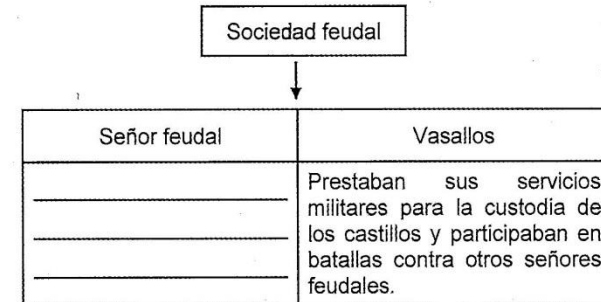 Sociedad feudal
Señor feudal
Vasallos
Prestaban sus servicios
militares para la custodia de
los castillos y participaban en
batallas contra otros señores
feudales.